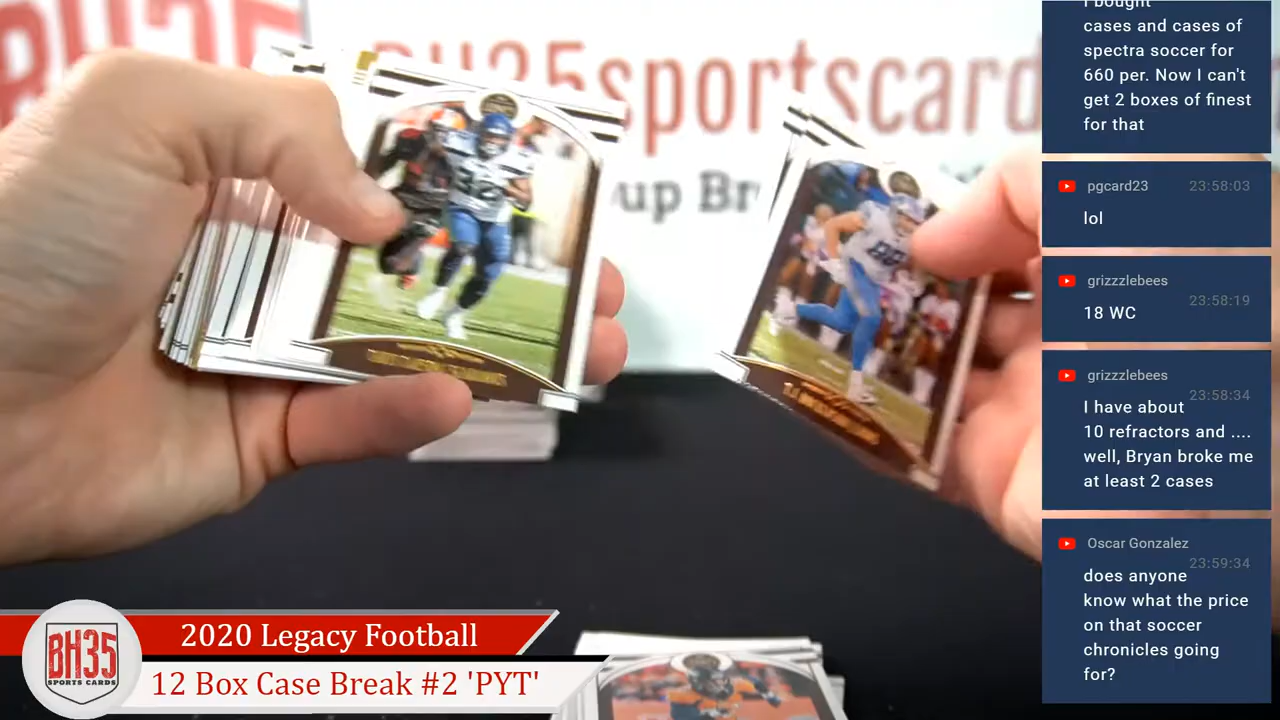 BH35sportscard
oup Br
I bought
cases and cases of
spectra soccer for
660 per. Now I can't
get 2 boxes of finest
for that
pgcard23 23:58:03
lol
grizzzlebees 23:58:19
18 WC
grizzzlebees 23:58:34
I have about
10 refractors and ....
well, Bryan broke me
at least 2 cases
Oscar Gonzalez 23:59:34
does anyone
know what the price
on that soccer
chronicles going
for?
BH35
SPORTS CARDS
2020 Legacy Football
12 Box Case Break #2 'PYT'